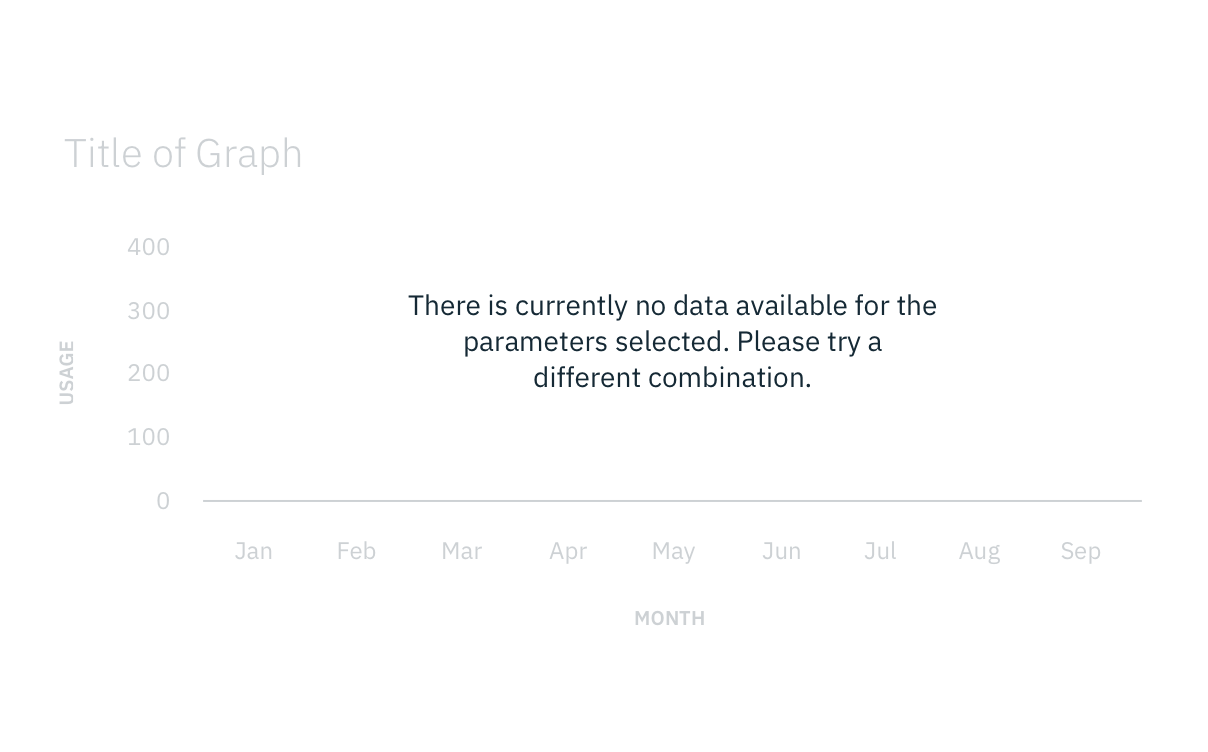 Title of Graph
400
There is currently no data available for the
300
parameters selected. Please try a
USAGE
200
different combination.
100
0
Jan Feb Mar Apr May Jun Jul Aug Sep
MONTH